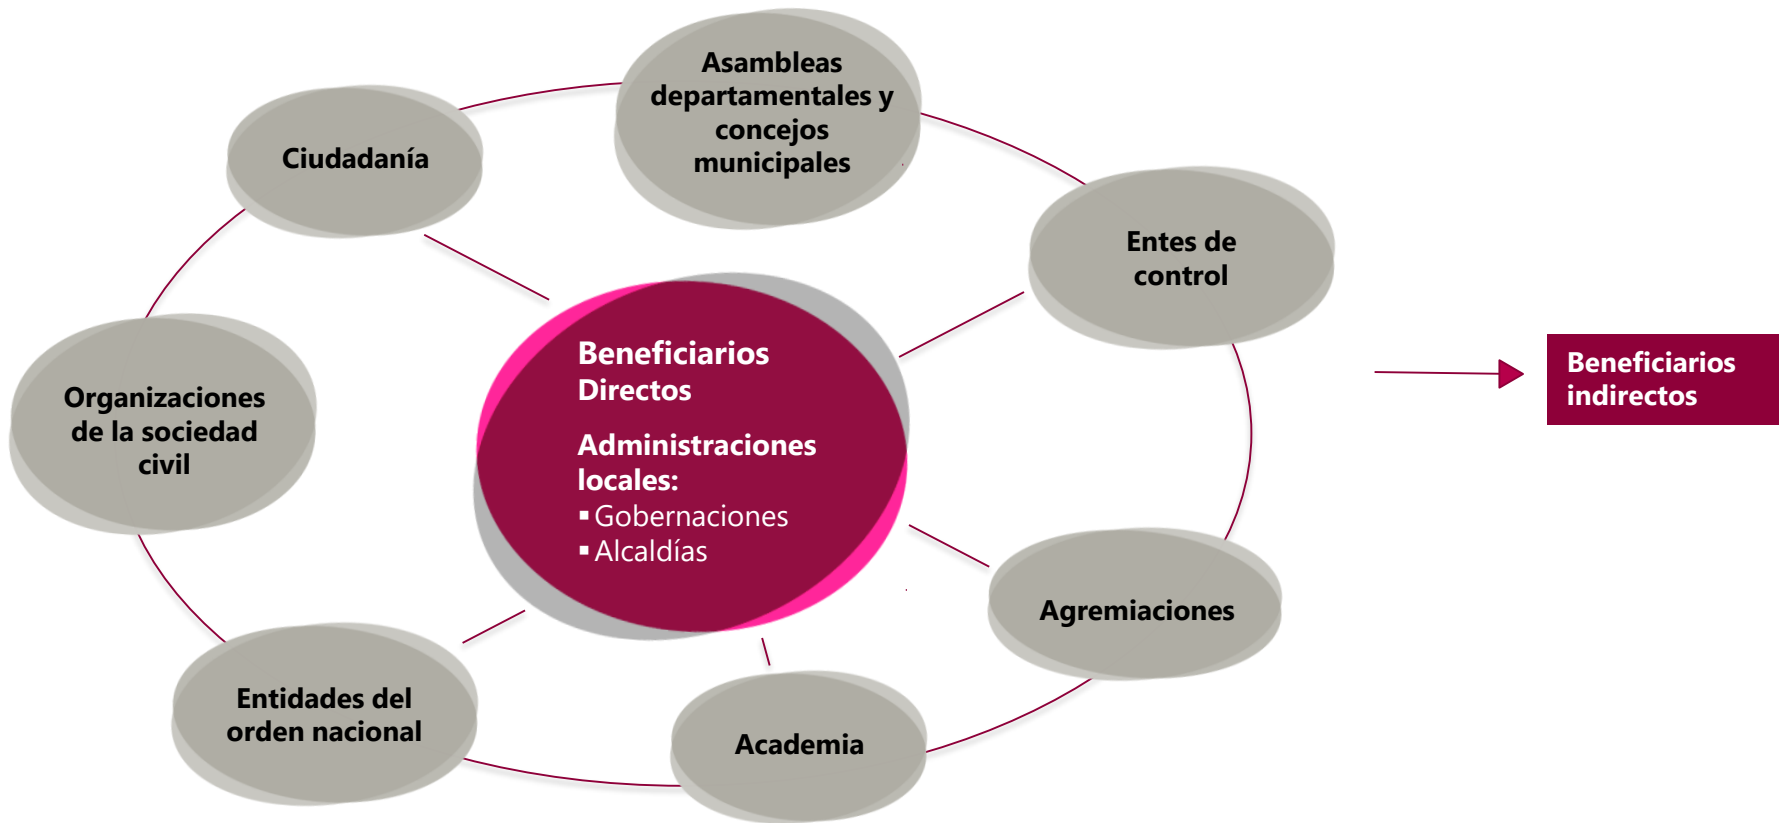 Asambleas
departamentales y
concejos
municipales
Ciudadanía
Entes de
control
Beneficiarios
Directos
Administraciones
locales:
▪ Gobernaciones
▪ Alcaldías
Beneficiarios
indirectos
Organizaciones
de la sociedad
civil
Agremiaciones
Entidades del
orden nacional
Academia